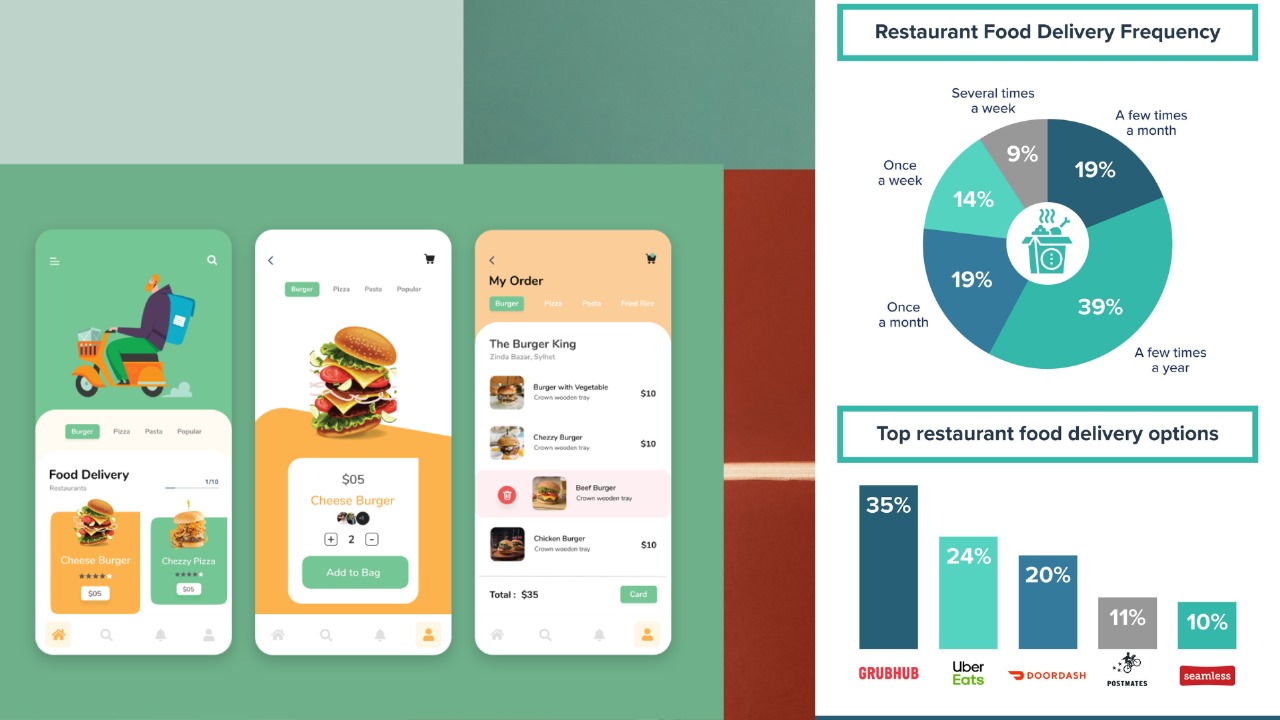 Burger
Pizza
Pasta
Popular
Food Delivery
Restaurants
1/10
Cheese Burger
$05
Chezzy Pizza
$05
Burger
Pizza
Pasta
Popular
$05
Cheese Burger
+
2
-
Add to Bag
My Order
Burger
Pizza
Pasta
Fried Rice
The Burger King
Zinda Bazar, Sylhet
Burger with Vegetable
Crown wooden tray
$10
Chezzy Burger
Crown wooden tray
$10
Beef Burger
Crown wooden tray
Chicken Burger
Crown wooden tray
$10
Total : $35
Card
Restaurant Food Delivery Frequency
Several times
a week
9%
A few times
a month
19%
Once
a week
14%
Once
a month
19%
39%
A few times
a year
Top restaurant food delivery options
35%
24%
20%
11%
10%
GRUBHUB
Uber
Eats
DOORDASH
POSTMATES
seamless